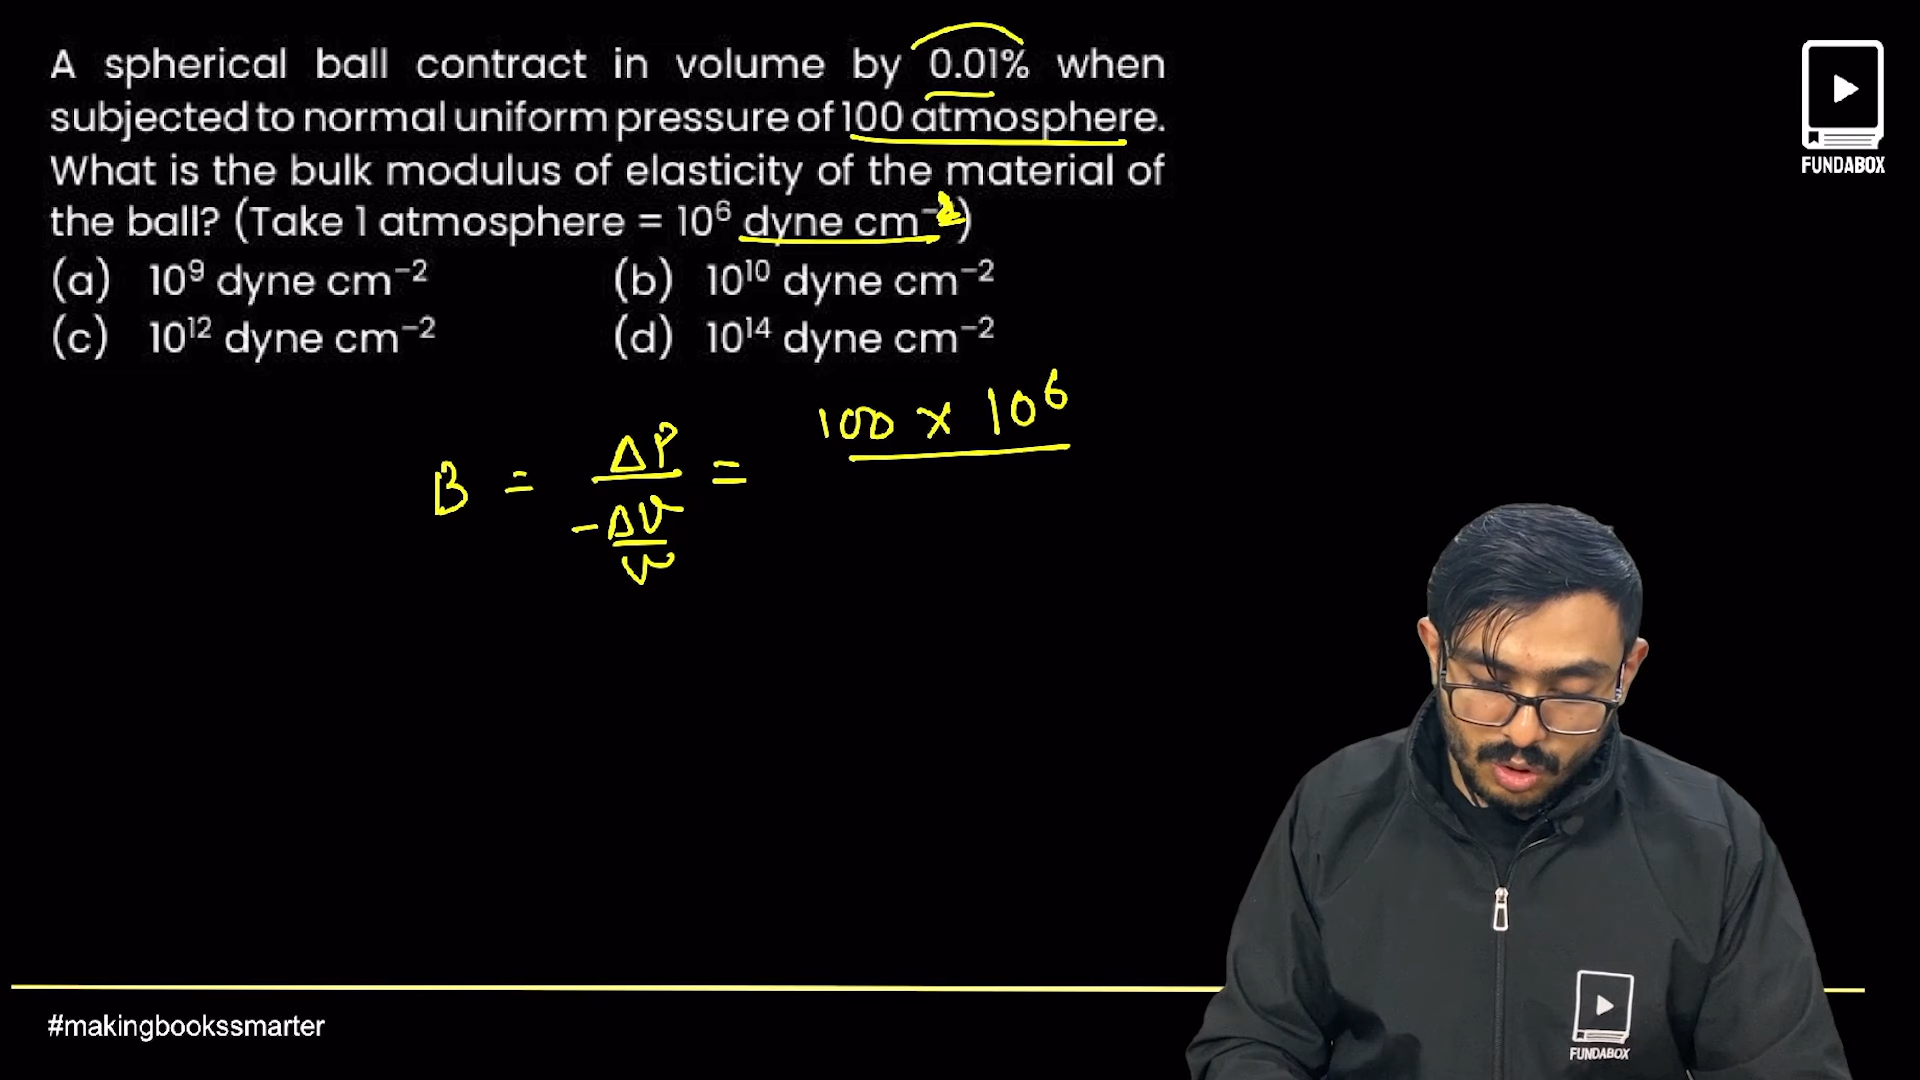 A spherical ball contract in volume by 0.01% when
subjected to normal uniform pressure of 100 atmosphere.
What is the bulk modulus of elasticity of the material of
the ball? (Take 1 atmosphere = 10⁶ dyne cm⁻²)
(a) 10⁹ dyne cm⁻² (b) 10¹⁰ dyne cm⁻²
(c) 10¹² dyne cm⁻² (d) 10¹⁴ dyne cm⁻²
B = ΔP / (-ΔV/V) = 100 × 10⁶
FUNDABOX
FUNDABOX
#makingbookssmarter